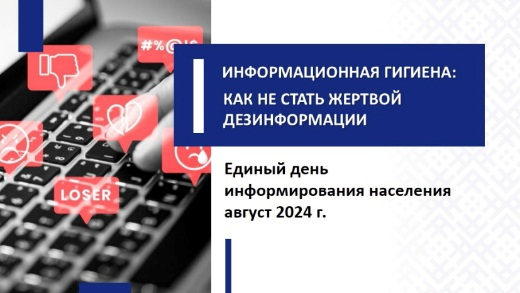 #%@!&
ИНФОРМАЦИОННАЯ ГИГИЕНА:
КАК НЕ СТАТЬ ЖЕРТВОЙ
ДЕЗИНФОРМАЦИИ
LOSER
Единый день
информирования населения
август 2024 г.